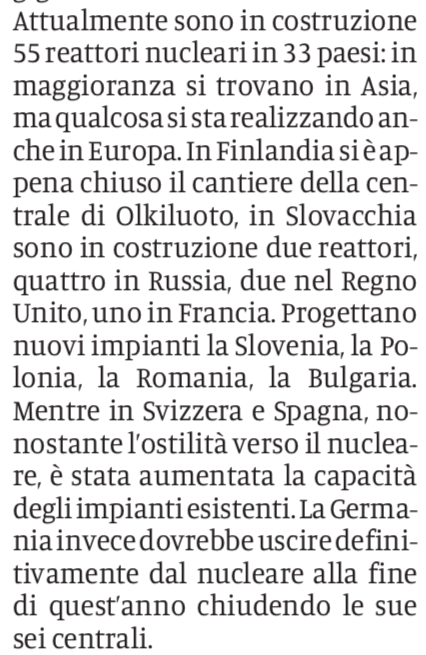 Attualmente sono in costruzione
55 reattori nucleari in 33 paesi: in
maggioranza si trovano in Asia,
ma qualcosa si sta realizzando an-
che in Europa. In Finlandia si è ap-
pena chiuso il cantiere della cen-
trale di Olkiluoto, in Slovacchia
sono in costruzione due reattori,
quattro in Russia, due nel Regno
Unito, uno in Francia. Progettano
nuovi impianti la Slovenia, la Po-
lonia, la Romania, la Bulgaria.
Mentre in Svizzera e Spagna, no-
nostante l'ostilità verso il nuclea-
re, è stata aumentata la capacità
degli impianti esistenti. La Germa-
nia invece dovrebbe uscire defini-
tivamente dal nucleare alla fine
di quest'anno chiudendo le sue
sei centrali.